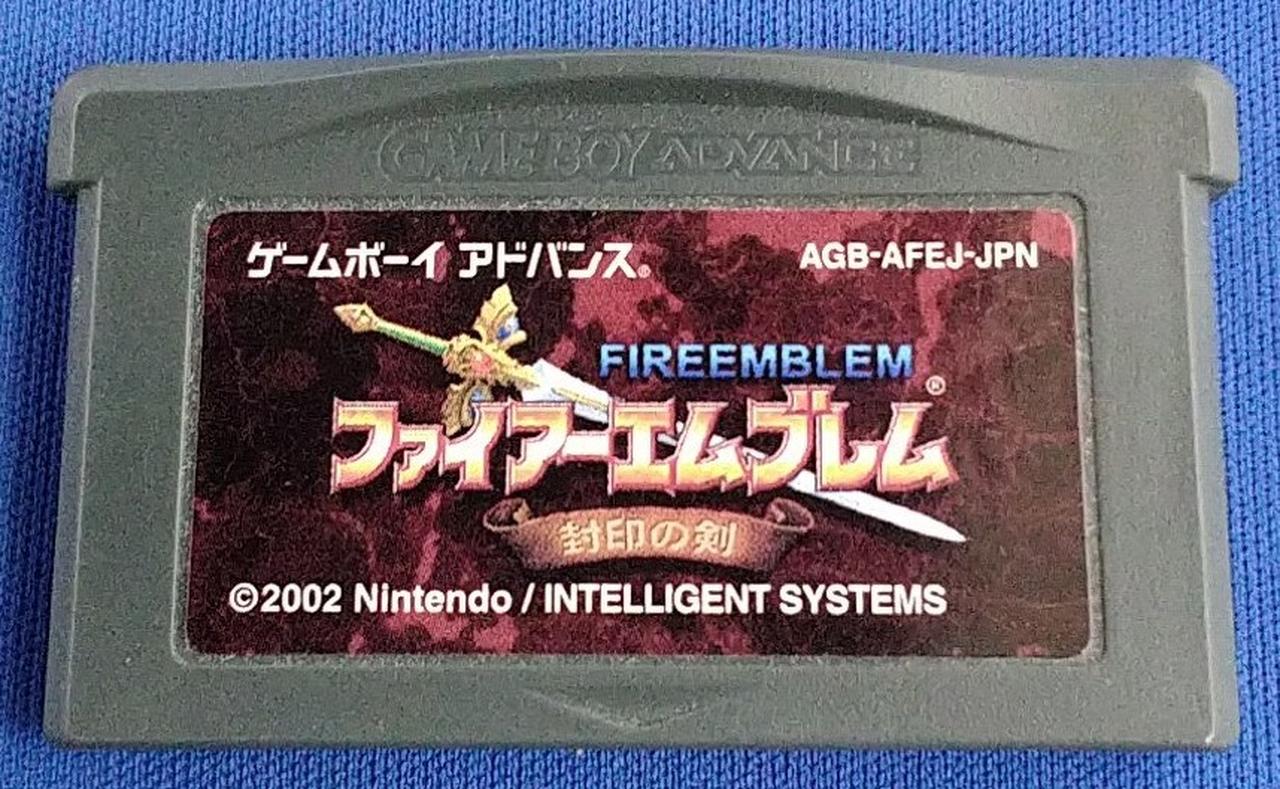 GAME BOY ADVANCE
ゲームボーイ アドバンス® AGB-AFEJ-JPN
FIREEMBLEM
ファイアーエムブレム®
封印の剣
©2002 Nintendo / INTELLIGENT SYSTEMS